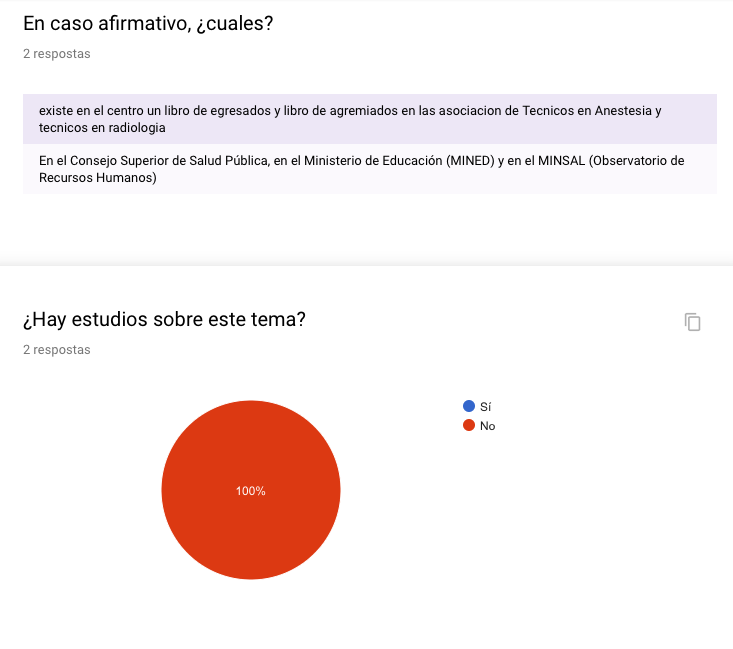 En caso afirmativo, ¿cuales?
2 respostas
existe en el centro un libro de egresados y libro de agremiados en las asociacion de Tecnicos en Anestesia y
tecnicos en radiologia
En el Consejo Superior de Salud Pública, en el Ministerio de Educación (MINED) y en el MINSAL (Observatorio de
Recursos Humanos)
¿Hay estudios sobre este tema?
2 respostas
Sí
No
100%